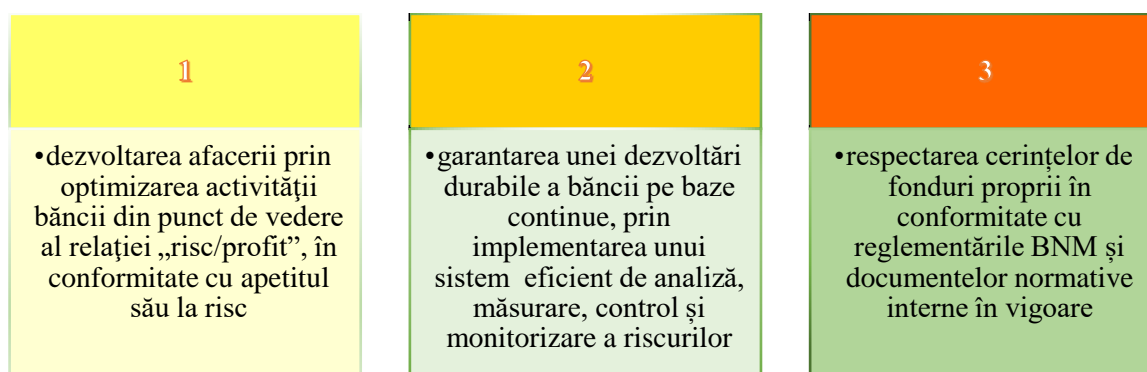 1
•dezvoltarea afacerii prin
optimizarea activităţii
băncii din punct de vedere
al relaţiei „risc/profit”, în
conformitate cu apetitul
său la risc
2
•garantarea unei dezvoltări
durabile a băncii pe baze
continue, prin
implementarea unui
sistem eficient de analiză,
măsurare, control și
monitorizare a riscurilor
3
•respectarea cerințelor de
fonduri proprii în
conformitate cu
reglementările BNM și
documentelor normative
interne în vigoare